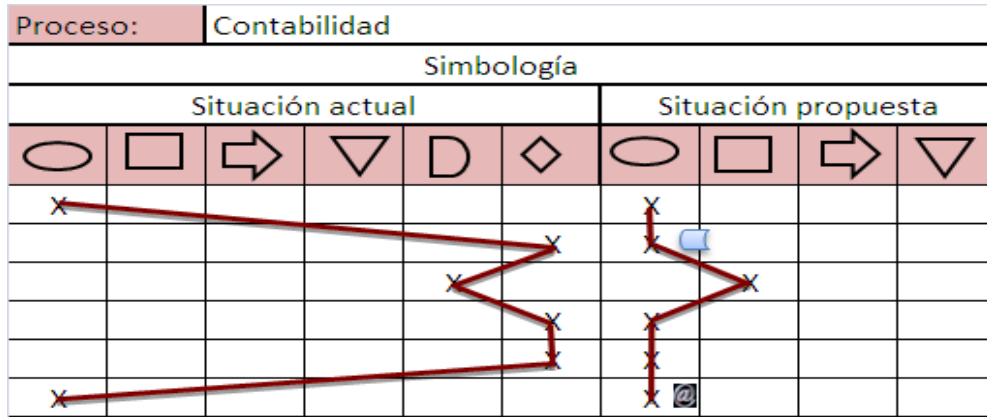 Proceso: Contabilidad
Simbología
Situación actual Situación propuesta
X X
X X
X X
X X
X X
X X @